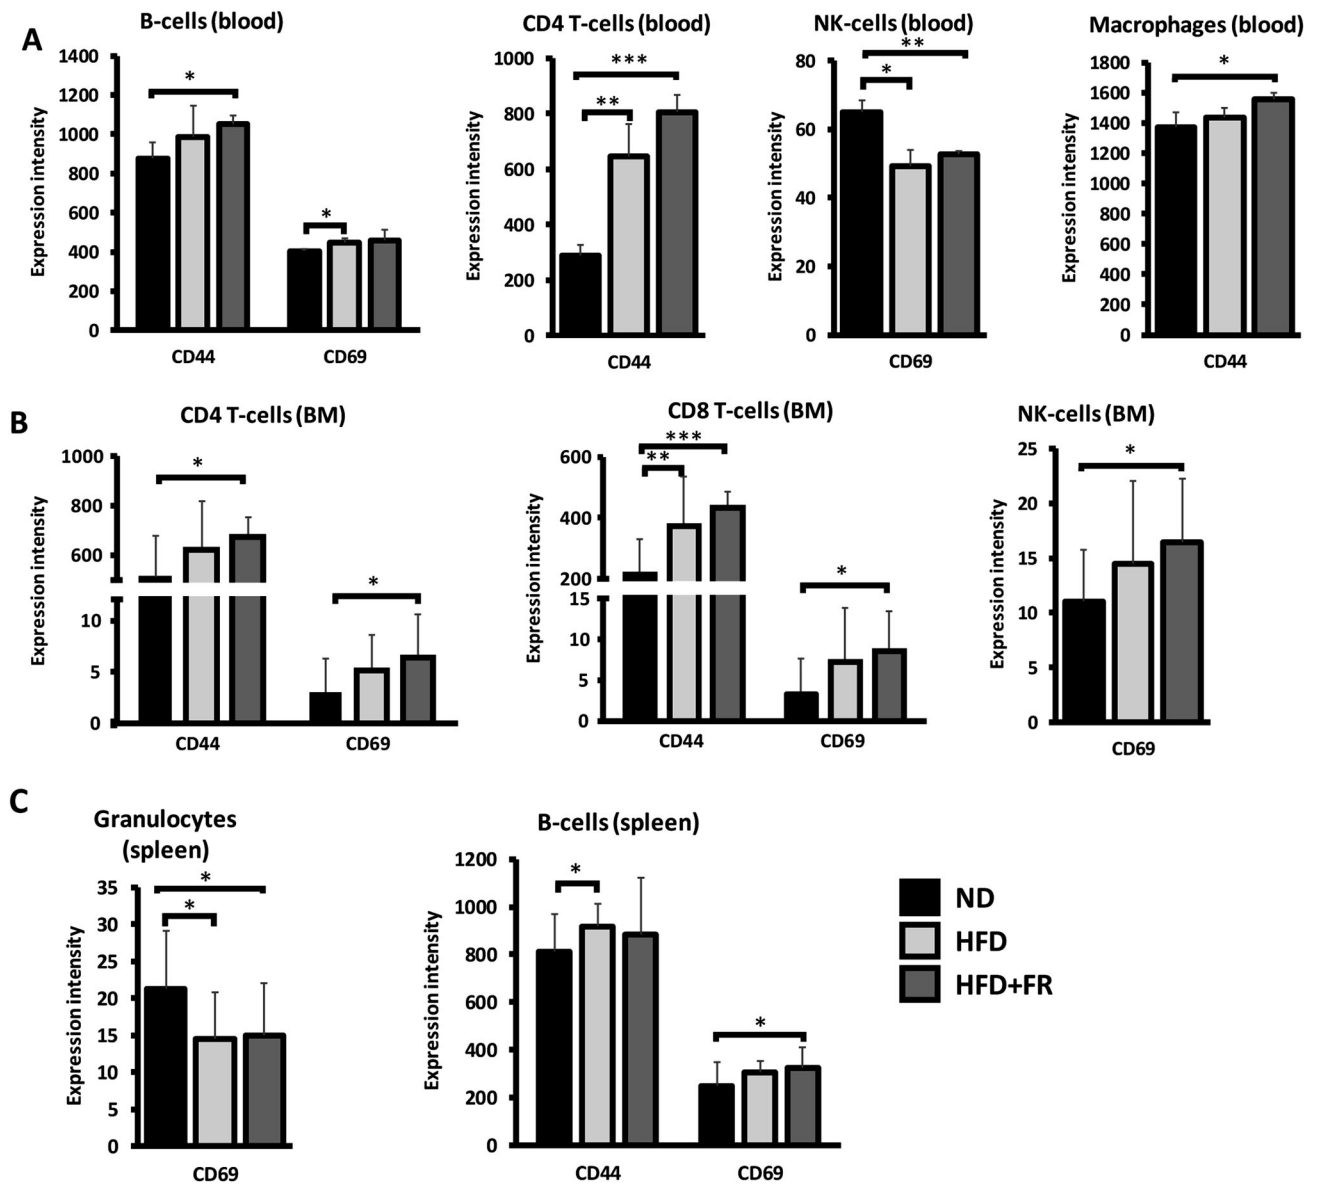 A
B-cells (blood)
Expression intensity
1400
1200
1000
800
600
400
200
0
*
*
CD44
CD69
CD4 T-cells (blood)
Expression intensity
1000
800
600
400
200
0
***
**
CD44
NK-cells (blood)
Expression intensity
80
60
40
20
0
**
*
CD69
Macrophages (blood)
Expression intensity
1800
1600
1400
1200
1000
800
600
400
200
0
*
CD44
B
CD4 T-cells (BM)
Expression intensity
1000
800
600
10
5
0
*
*
CD44
CD69
CD8 T-cells (BM)
Expression intensity
600
400
200
15
10
5
0
***
**
*
CD44
CD69
NK-cells (BM)
Expression intensity
25
20
15
10
5
0
*
CD69
C
Granulocytes
(spleen)
Expression intensity
35
30
25
20
15
10
5
0
*
*
CD69
B-cells (spleen)
Expression intensity
1200
1000
800
600
400
200
0
*
*
CD44
CD69
ND
HFD
HFD+FR